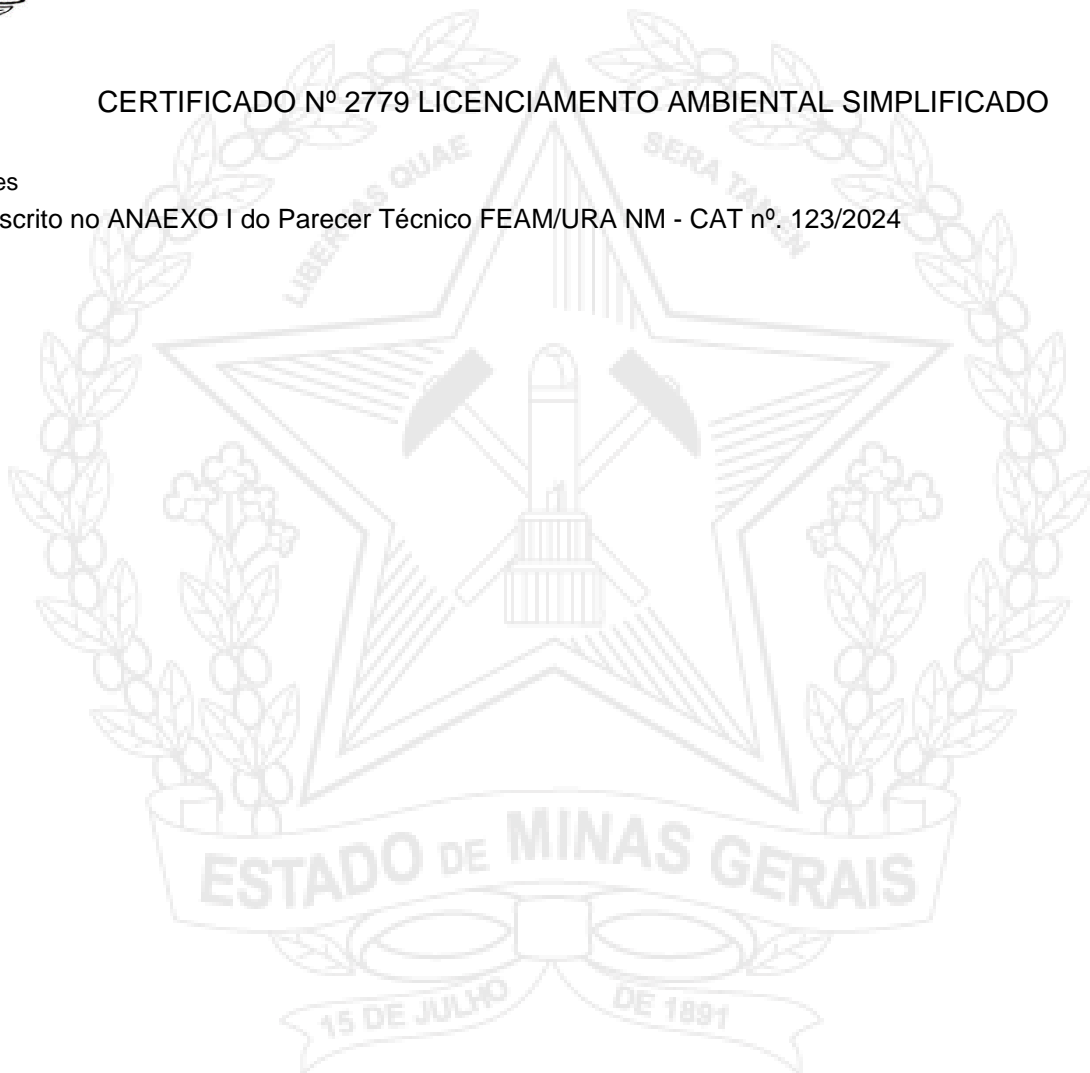 CERTIFICADO Nº 2779 LICENCIAMENTO AMBIENTAL SIMPLIFICADO
es
scrito no ANAEXO I do Parecer Técnico FEAM/URA NM - CAT nº. 123/2024
LIBERTAS QUAE SERA TAMEN
ESTADO DE MINAS GERAIS
15 DE JULHO DE 1891